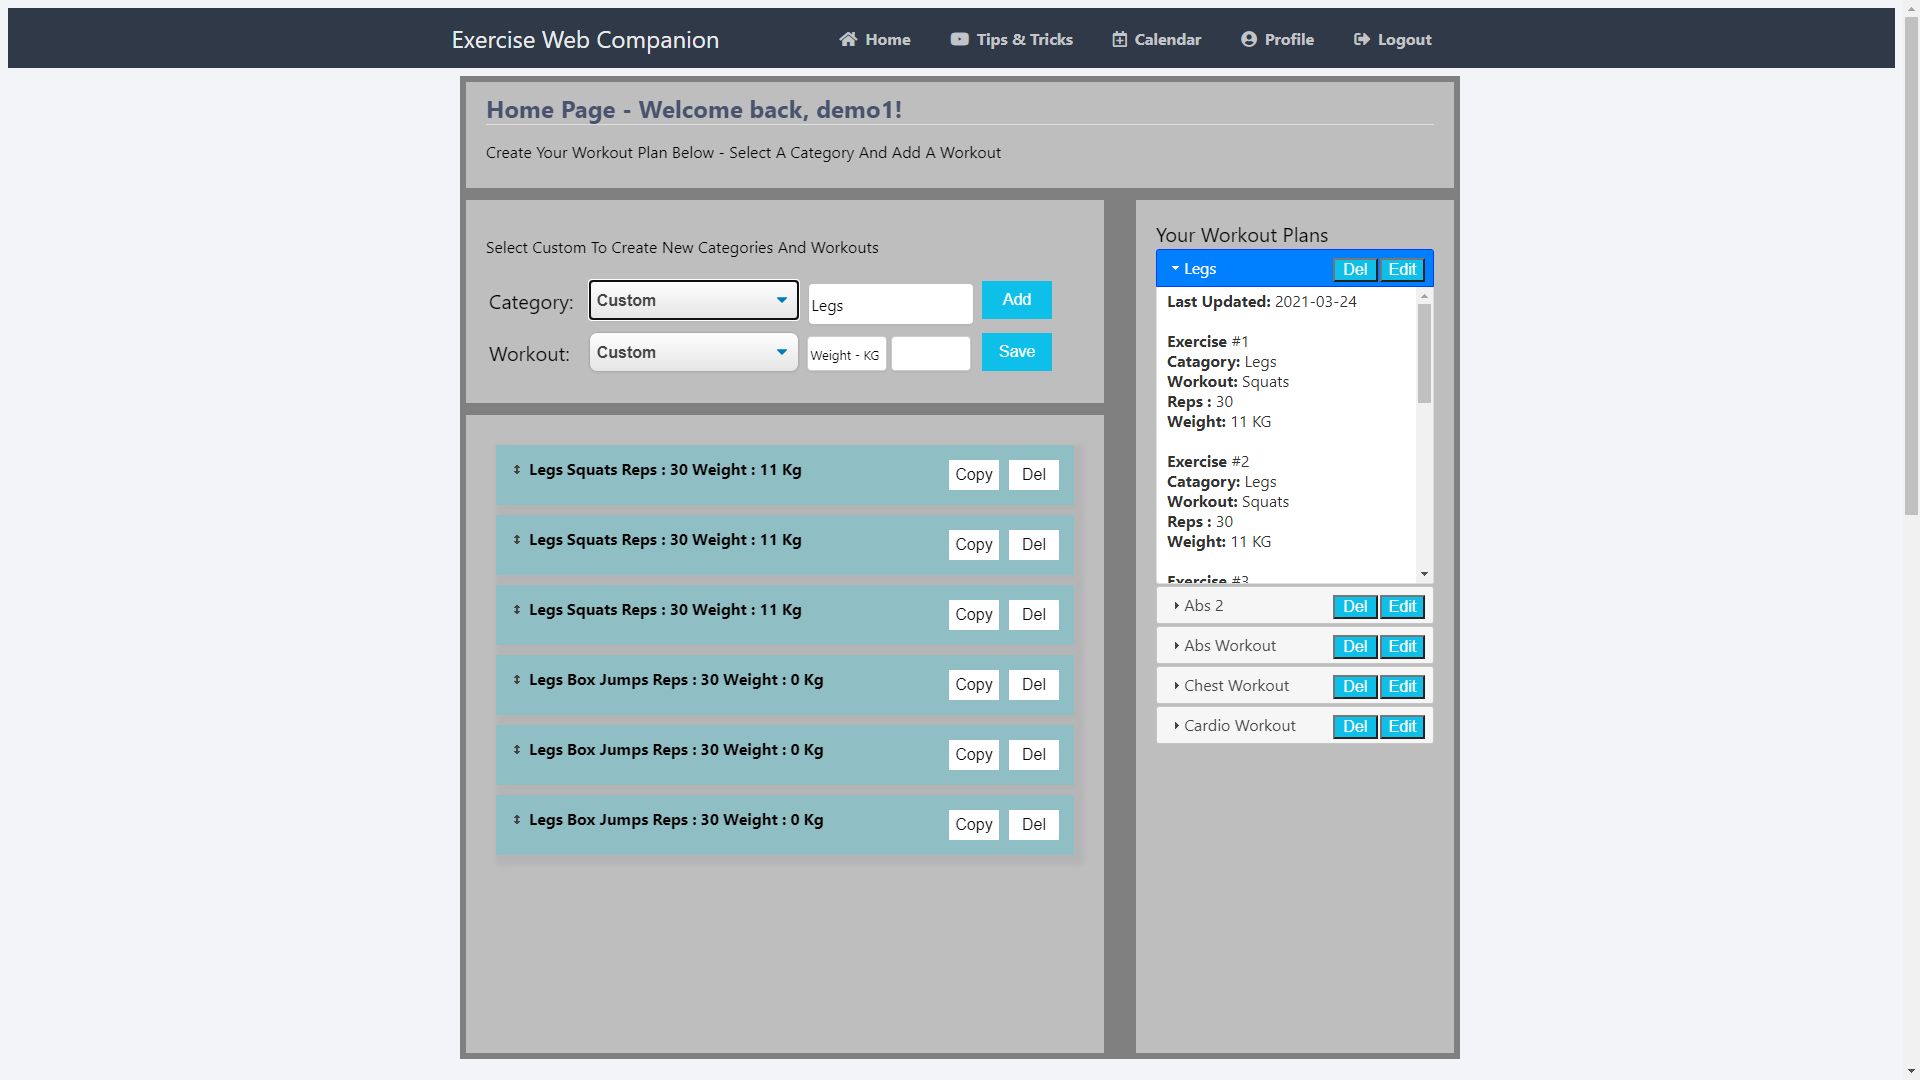 Exercise Web Companion
Home
Tips & Tricks
Calendar
Profile
Logout
Home Page - Welcome back, demo1!
Create Your Workout Plan Below - Select A Category And Add A Workout
Select Custom To Create New Categories And Workouts
Category: Custom Legs Add
Workout: Custom Weight - KG Save
Legs Squats Reps : 30 Weight : 11 Kg Copy Del
Legs Squats Reps : 30 Weight : 11 Kg Copy Del
Legs Squats Reps : 30 Weight : 11 Kg Copy Del
Legs Box Jumps Reps : 30 Weight : 0 Kg Copy Del
Legs Box Jumps Reps : 30 Weight : 0 Kg Copy Del
Legs Box Jumps Reps : 30 Weight : 0 Kg Copy Del
Your Workout Plans
Legs Del Edit
Last Updated: 2021-03-24
Exercise #1
Catagory: Legs
Workout: Squats
Reps : 30
Weight: 11 KG
Exercise #2
Catagory: Legs
Workout: Squats
Reps : 30
Weight: 11 KG
Exercise #3
Abs 2 Del Edit
Abs Workout Del Edit
Chest Workout Del Edit
Cardio Workout Del Edit